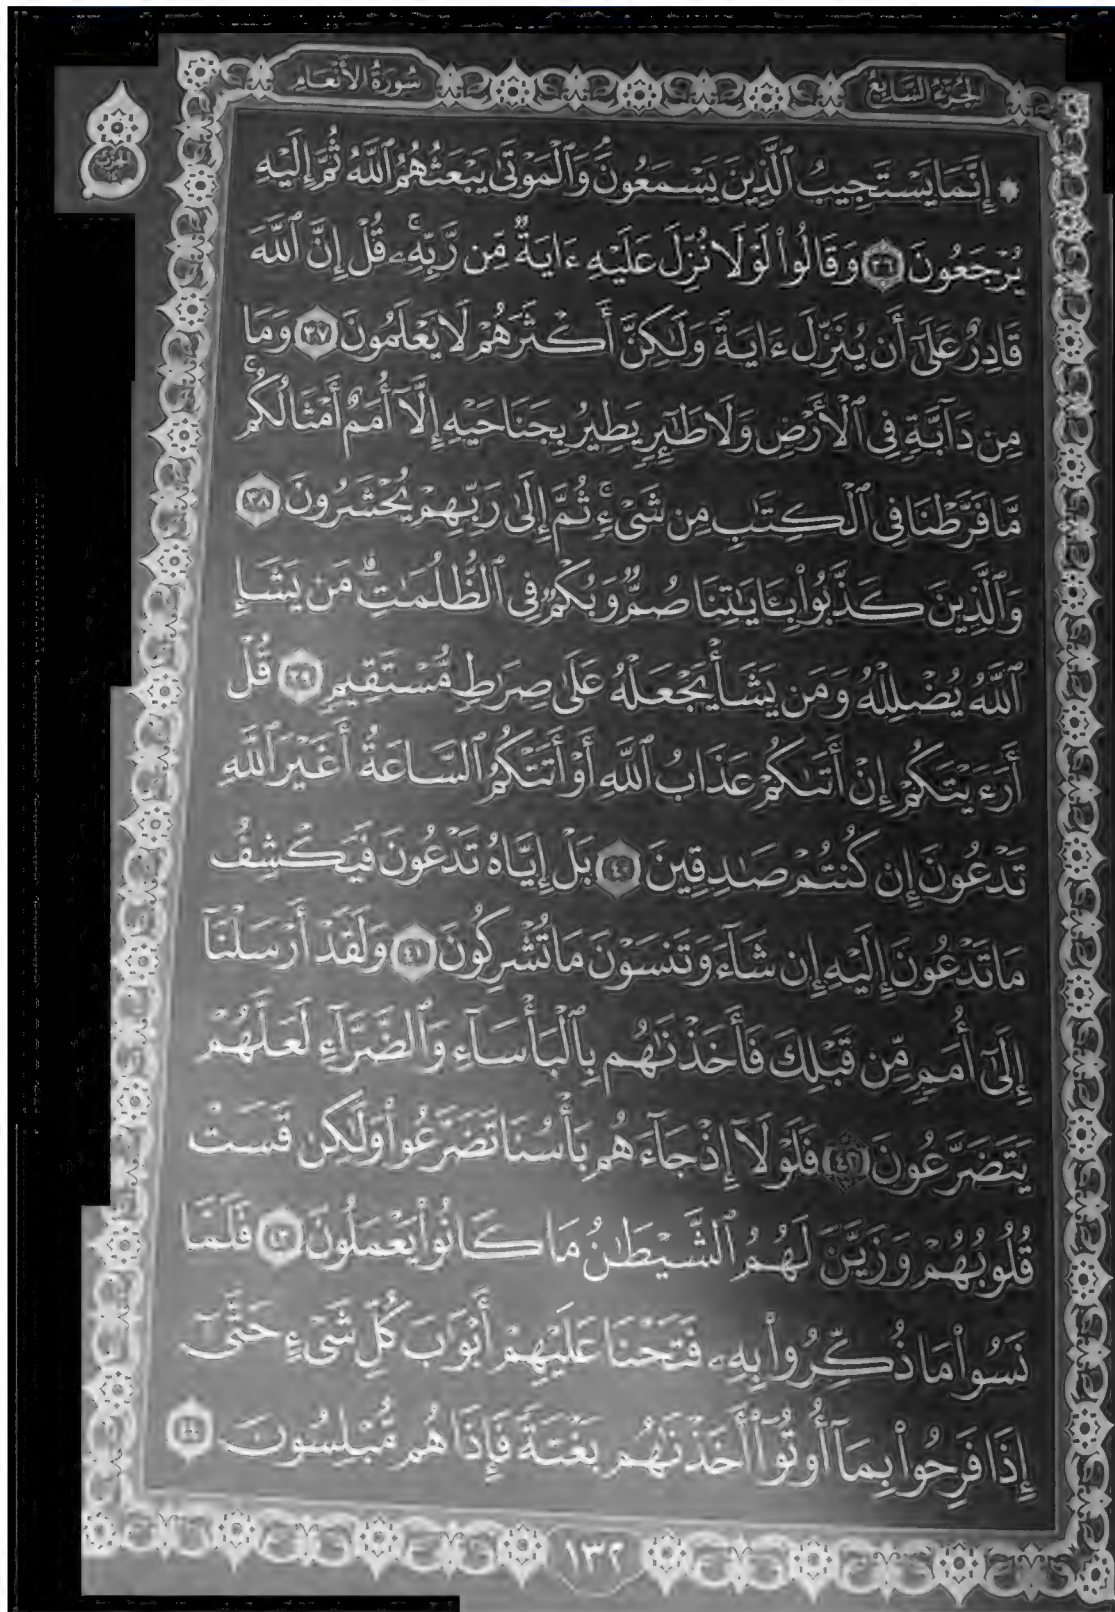 الجزء السابع
سورة الأنعام
إِنَّمَا يَسْتَجِيبُ ٱلَّذِينَ يَسْمَعُونَۘ وَٱلْمَوْتَىٰ يَبْعَثُهُمُ ٱللَّهُ ثُمَّ إِلَيْهِ
يُرْجَعُونَ ٣٦ وَقَالُوا۟ لَوْلَا نُزِّلَ عَلَيْهِ ءَايَةٌ مِّن رَّبِّهِۦۚ قُلْ إِنَّ ٱللَّهَ
قَادِرٌ عَلَىٰٓ أَن يُنَزِّلَ ءَايَةً وَلَٰكِنَّ أَكْثَرَهُمْ لَا يَعْلَمُونَ ٣٧ وَمَا
مِن دَآبَّةٍ فِى ٱلْأَرْضِ وَلَا طَٰٓئِرٍ يَطِيرُ بِجَنَاحَيْهِ إِلَّآ أُمَمٌ أَمْثَالُكُمۚ
مَّا فَرَّطْنَا فِى ٱلْكِتَٰبِ مِن شَىْءٍۚ ثُمَّ إِلَىٰ رَبِّهِمْ يُحْشَرُونَ ٣٨
وَٱلَّذِينَ كَذَّبُوا۟ بِـَٔايَٰتِنَا صُمٌّ وَبُكْمٌ فِى ٱلظُّلُمَٰتِۗ مَن يَشَإِ
ٱللَّهُ يُضْلِلْهُ وَمَن يَشَأْ يَجْعَلْهُ عَلَىٰ صِرَٰطٍ مُّسْتَقِيمٍ ٣٩ قُلْ
أَرَءَيْتَكُمْ إِنْ أَتَىٰكُمْ عَذَابُ ٱللَّهِ أَوْ أَتَتْكُمُ ٱلسَّاعَةُ أَغَيْرَ ٱللَّهِ
تَدْعُونَ إِن كُنتُمْ صَٰدِقِينَ ٤٠ بَلْ إِيَّاهُ تَدْعُونَ فَيَكْشِفُ
مَا تَدْعُونَ إِلَيْهِ إِن شَآءَ وَتَنسَوْنَ مَا تُشْرِكُونَ ٤١ وَلَقَدْ أَرْسَلْنَآ
إِلَىٰٓ أُمَمٍ مِّن قَبْلِكَ فَأَخَذْنَٰهُم بِٱلْبَأْسَآءِ وَٱلضَّرَّآءِ لَعَلَّهُمْ
يَتَضَرَّعُونَ ٤٢ فَلَوْلَآ إِذْ جَآءَهُم بَأْسُنَا تَضَرَّعُوا۟ وَلَٰكِن قَسَتْ
قُلُوبُهُمْ وَزَيَّنَ لَهُمُ ٱلشَّيْطَٰنُ مَا كَانُوا۟ يَعْمَلُونَ ٤٣ فَلَمَّا
نَسُوا۟ مَا ذُكِّرُوا۟ بِهِۦ فَتَحْنَا عَلَيْهِمْ أَبْوَٰبَ كُلِّ شَىْءٍ حَتَّىٰٓ
إِذَا فَرِحُوا۟ بِمَآ أُوتُوٓا۟ أَخَذْنَٰهُم بَغْتَةً فَإِذَا هُم مُّبْلِسُونَ ٤٤
١٣٢